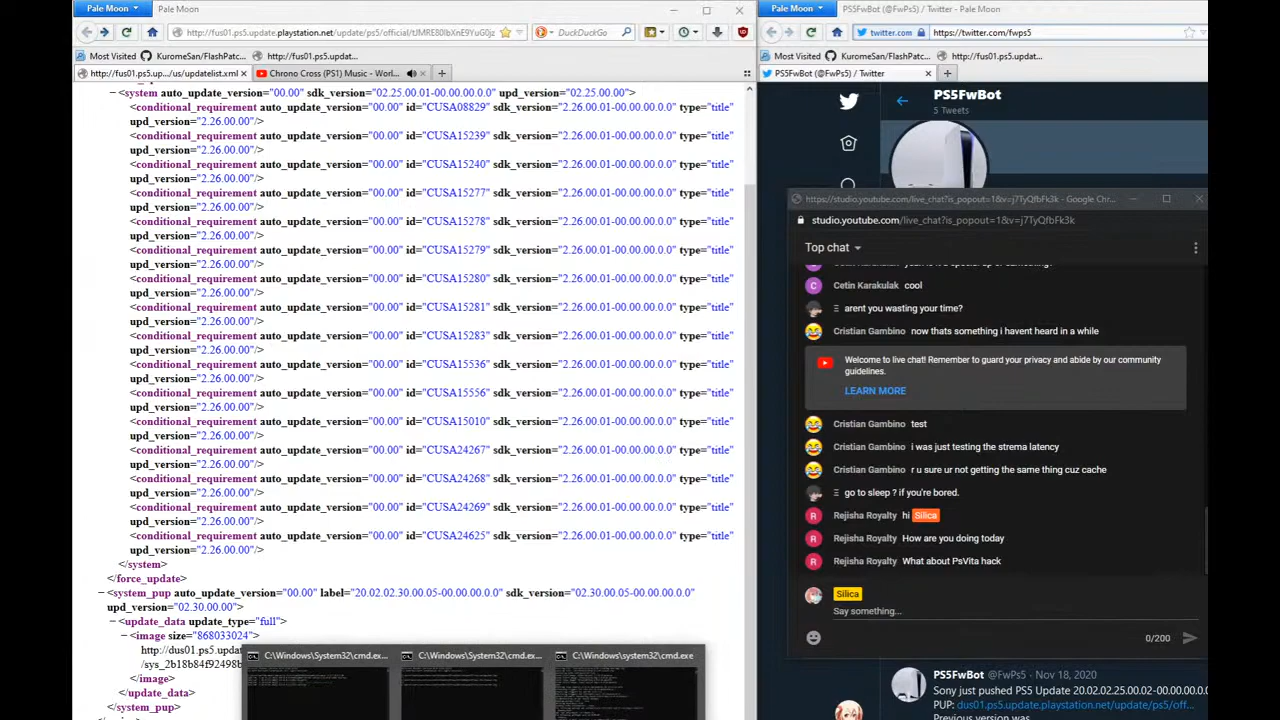 Pale Moon
Pale Moon
http://fus01.ps5.update.playstation.net/update/ps5/official/tJMRE80IbXnE9YuG0jz
DuckDuckGo
Most Visited
KuromeSan/FlashPatc...
http://fus01.ps5.updat...
http://fus01.ps5.up...us/updatelist.xml
Chrono Cross (PS1) Music - Worl...
<system auto_update_version="00.00" sdk_version="02.25.00.01-00.00.00.0.0" upd_version="02.25.00.00">
<conditional_requirement auto_update_version="00.00" id="CUSA08829" sdk_version="2.26.00.01-00.00.00.0.0" type="title"
upd_version="2.26.00.00"/>
<conditional_requirement auto_update_version="00.00" id="CUSA15239" sdk_version="2.26.00.01-00.00.00.0.0" type="title"
upd_version="2.26.00.00"/>
<conditional_requirement auto_update_version="00.00" id="CUSA15240" sdk_version="2.26.00.01-00.00.00.0.0" type="title"
upd_version="2.26.00.00"/>
<conditional_requirement auto_update_version="00.00" id="CUSA15277" sdk_version="2.26.00.01-00.00.00.0.0" type="title"
upd_version="2.26.00.00"/>
<conditional_requirement auto_update_version="00.00" id="CUSA15278" sdk_version="2.26.00.01-00.00.00.0.0" type="title"
upd_version="2.26.00.00"/>
<conditional_requirement auto_update_version="00.00" id="CUSA15279" sdk_version="2.26.00.01-00.00.00.0.0" type="title"
upd_version="2.26.00.00"/>
<conditional_requirement auto_update_version="00.00" id="CUSA15280" sdk_version="2.26.00.01-00.00.00.0.0" type="title"
upd_version="2.26.00.00"/>
<conditional_requirement auto_update_version="00.00" id="CUSA15281" sdk_version="2.26.00.01-00.00.00.0.0" type="title"
upd_version="2.26.00.00"/>
<conditional_requirement auto_update_version="00.00" id="CUSA15283" sdk_version="2.26.00.01-00.00.00.0.0" type="title"
upd_version="2.26.00.00"/>
<conditional_requirement auto_update_version="00.00" id="CUSA15536" sdk_version="2.26.00.01-00.00.00.0.0" type="title"
upd_version="2.26.00.00"/>
<conditional_requirement auto_update_version="00.00" id="CUSA15556" sdk_version="2.26.00.01-00.00.00.0.0" type="title"
upd_version="2.26.00.00"/>
<conditional_requirement auto_update_version="00.00" id="CUSA15010" sdk_version="2.26.00.01-00.00.00.0.0" type="title"
upd_version="2.26.00.00"/>
<conditional_requirement auto_update_version="00.00" id="CUSA24267" sdk_version="2.26.00.01-00.00.00.0.0" type="title"
upd_version="2.26.00.00"/>
<conditional_requirement auto_update_version="00.00" id="CUSA24268" sdk_version="2.26.00.01-00.00.00.0.0" type="title"
upd_version="2.26.00.00"/>
<conditional_requirement auto_update_version="00.00" id="CUSA24269" sdk_version="2.26.00.01-00.00.00.0.0" type="title"
upd_version="2.26.00.00"/>
<conditional_requirement auto_update_version="00.00" id="CUSA24625" sdk_version="2.26.00.01-00.00.00.0.0" type="title"
upd_version="2.26.00.00"/>
</system>
</force_update>
<system_pup auto_update_version="00.00" label="20.02.02.30.00.05-00.00.00.0.0" sdk_version="02.30.00.05-00.00.00.0.0"
upd_version="02.30.00.00">
<update_data update_type="full">
<image size="868033024">
http://dus01.ps5.updat
/sys_2b18b84f92498b
</image>
</update_data>
</system_pup>
C:\Windows\System32\cmd.ex...
C:\Windows\System32\cmd.ex...
C:\Windows\system32\cmd.exe
Pale Moon
PS5FwBot (@FwPs5) / Twitter - Pale Moon
twitter.com
https://twitter.com/fwps5
Most Visited
KuromeSan/FlashPatc...
http://fus01.ps5.updat...
PS5FwBot (@FwPs5) / Twitter
PS5FwBot
5 Tweets
https://studio.youtube.com/live_chat?is_popout=1&v=j7TyQfbFk3k - Google Chr...
studio.youtube.com/live_chat?is_popout=1&v=j7TyQfbFk3k
Top chat
Cetin Karakulak cool
Ξ arent you wasting your time?
Cristian Gambino now thats something i havent heard in a while
Welcome to live chat! Remember to guard your privacy and abide by our community
guidelines.
LEARN MORE
Cristian Gambino test
Cristian Gambino i was just testing the strema latency
Cristian Gambino r u sure ur not getting the same thing cuz cache
Ξ go to sleep ? if you're bored.
Rejisha Royalty hi Silica
Rejisha Royalty How are you doing today
Rejisha Royalty What about PsVita hack
Silica
Say something...
0/200
PS5FwBot @FwPs5 · Nov 18, 2020
PUP: dus01.ps5.update.playstation.net/update/ps5/off...
Previous version was